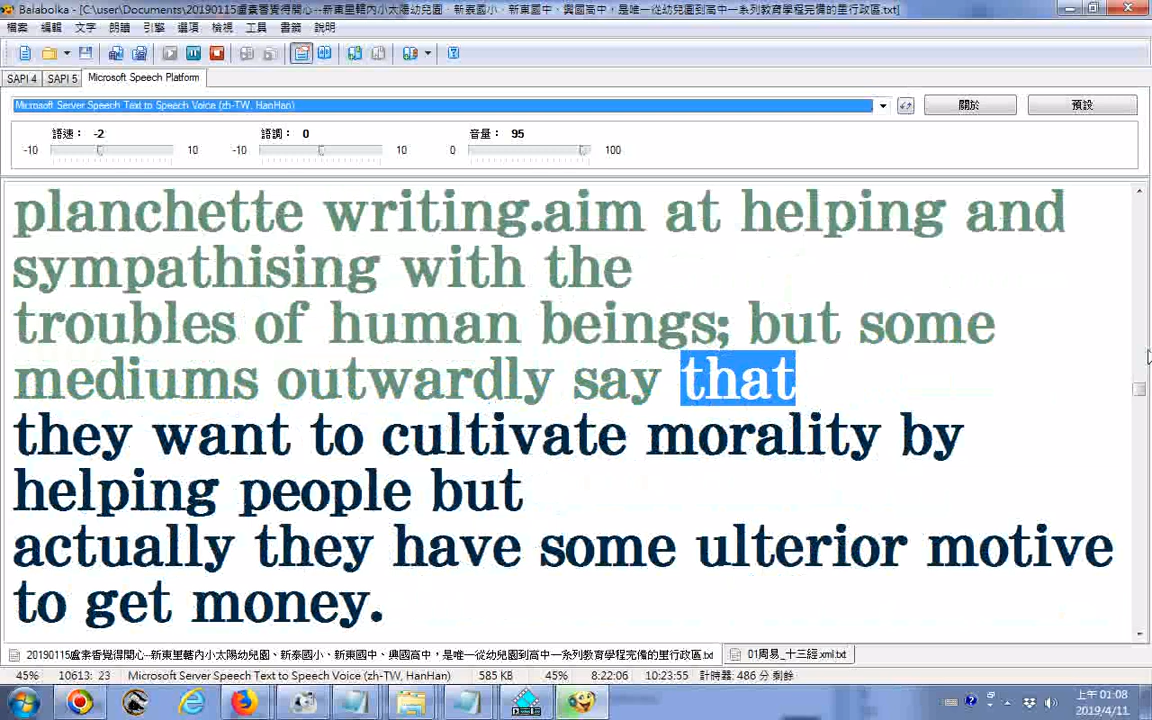 Balabolka - [C:\user\Documents\20190115盧素香覺得開心--新東里轄內小太陽幼兒園、新泰國小、新東國中、興國高中，是唯一從幼兒園到高中一系列教育學程完備的里行政區.txt]
檔案 編輯 文字 朗讀 引擎 選項 檢視 工具 書籤 說明
SAPI 4 SAPI 5 Microsoft Speech Platform
Microsoft Server Speech Text to Speech Voice (zh-TW, HanHan) 關於 預設
語速： -2 語調： 0 音量： 95
-10 10 -10 10 0 100
planchette writing.aim at helping and
sympathising with the
troubles of human beings; but some
mediums outwardly say that
they want to cultivate morality by
helping people but
actually they have some ulterior motive
to get money.
20190115盧素香覺得開心--新東里轄內小太陽幼兒園、新泰國小、新東國中、興國高中，是唯一從幼兒園到高中一系列教育學程完備的里行政區.txt 01周易_十三經.xml.txt
45% 10613: 23 Microsoft Server Speech Text to Speech Voice (zh-TW, HanHan) 585 KB 45% 8:22:06 10:23:55 計時器: 486 分 剩餘
上午 01:08
2019/4/11